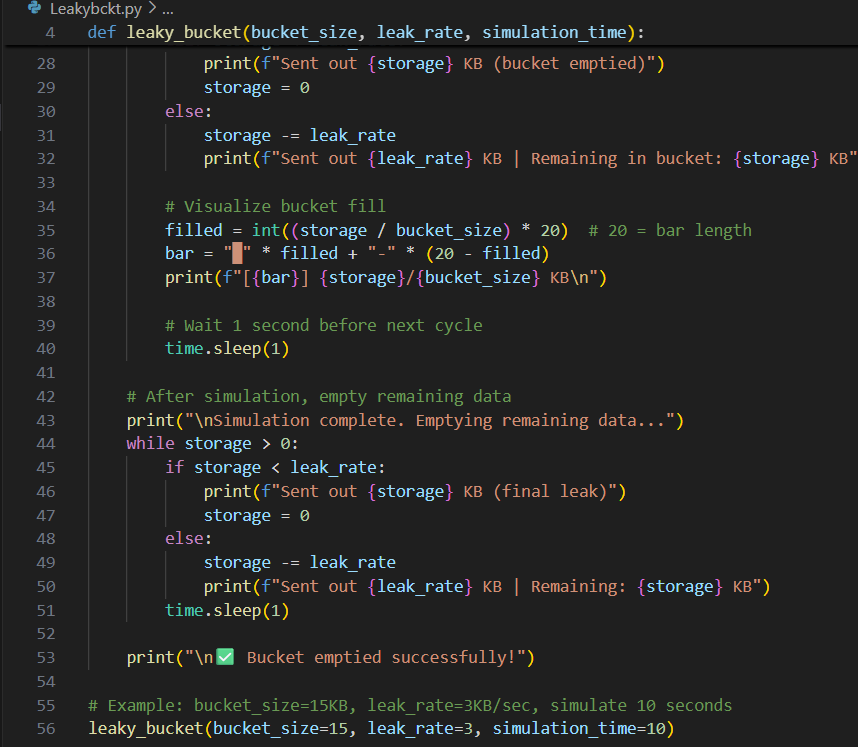 Leakybckt.py > ...
4 def leaky_bucket(bucket_size, leak_rate, simulation_time):
28 print(f"Sent out {storage} KB (bucket emptied)")
29 storage = 0
30 else:
31 storage -= leak_rate
32 print(f"Sent out {leak_rate} KB | Remaining in bucket: {storage} KB"
33
34 # Visualize bucket fill
35 filled = int((storage / bucket_size) * 20)  # 20 = bar length
36 bar = "█" * filled + "-" * (20 - filled)
37 print(f"[{bar}] {storage}/{bucket_size} KB\n")
38
39 # Wait 1 second before next cycle
40 time.sleep(1)
41
42 # After simulation, empty remaining data
43 print("\nSimulation complete. Emptying remaining data...")
44 while storage > 0:
45 if storage < leak_rate:
46 print(f"Sent out {storage} KB (final leak)")
47 storage = 0
48 else:
49 storage -= leak_rate
50 print(f"Sent out {leak_rate} KB | Remaining: {storage} KB")
51 time.sleep(1)
52
53 print("\n✅ Bucket emptied successfully!")
54
55 # Example: bucket_size=15KB, leak_rate=3KB/sec, simulate 10 seconds
56 leaky_bucket(bucket_size=15, leak_rate=3, simulation_time=10)